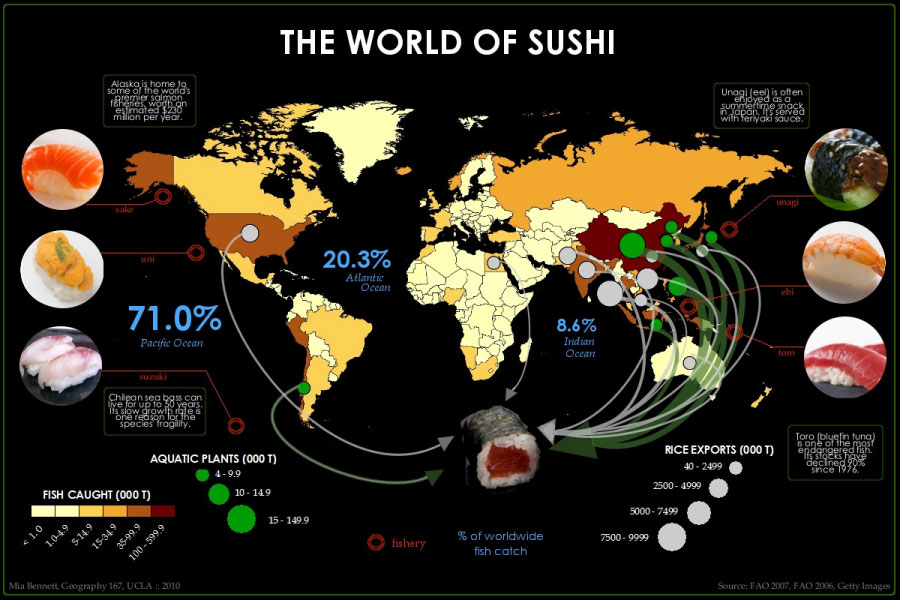 THE WORLD OF SUSHI
Alaska is home to
some of the world's
premier salmon
fisheries, worth an
estimated $230
million per year.
Unagi (eel) is often
enjoyed as a
summertime snack
in Japan. It's served
with teriyaki sauce.
sake
unagi
uni
20.3%
Atlantic
Ocean
71.0%
Pacific Ocean
8.6%
Indian
Ocean
ebi
toro
suzuki
Chilean sea bass can
live for up to 50 years.
Its slow growth rate is
one reason for the
species' fragility.
Toro (bluefin tuna)
is one of the most
endangered fish.
Its stocks have
declined 90%
since 1976.
AQUATIC PLANTS (000 T)
4 - 9.9
10 - 14.9
15 - 149.9
RICE EXPORTS (000 T)
40 - 2499
2500 - 4999
5000 - 7499
7500 - 9999
FISH CAUGHT (000 T)
< 1.0
1.0-4.9
5-14.9
15-34.9
35-99.9
100 - 599.9
fishery
% of worldwide
fish catch
Mia Bennett, Geography 167, UCLA :: 2010
Source: FAO 2007, FAO 2006, Getty Images